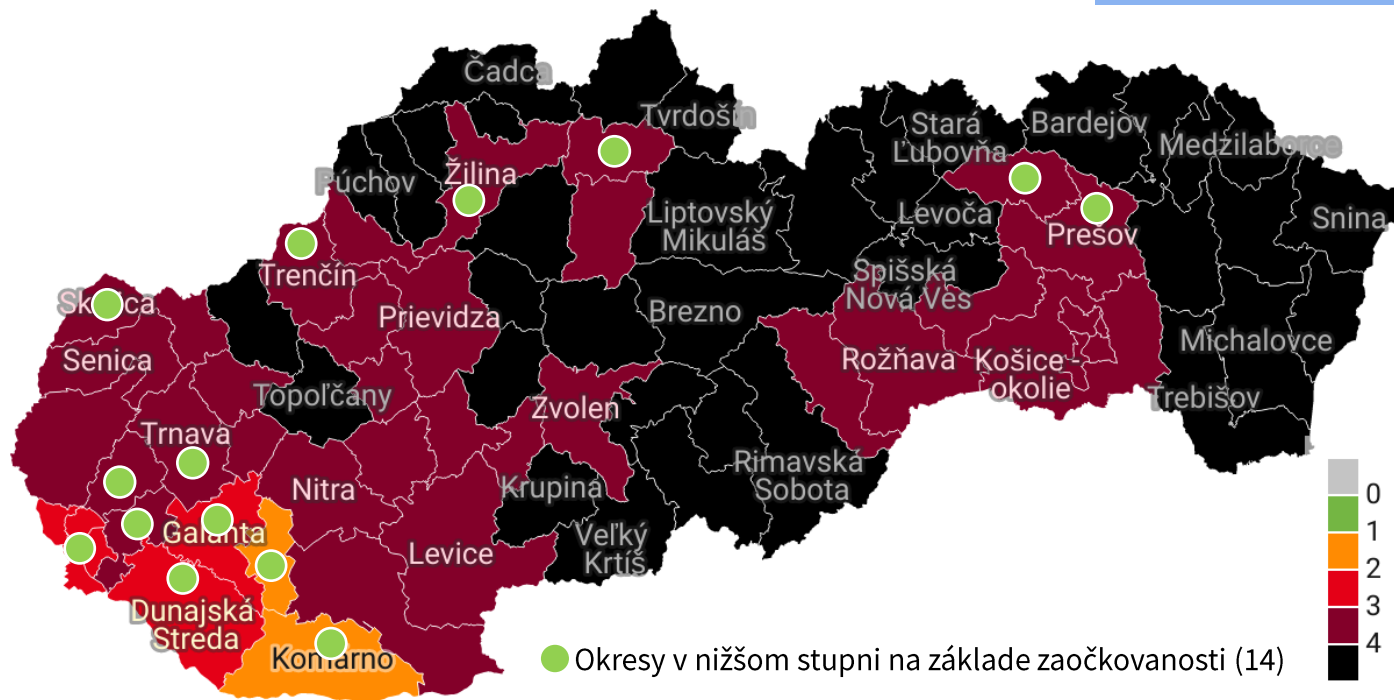 Čadca
Tvrdošín
Stará
Ľubovňa
Bardejov
Medzilaborce
Púchov
Žilina
Liptovský
Mikuláš
Levoča
Snina
Prešov
Trenčín
Spišská
Nová Ves
Skalica
Prievidza
Brezno
Senica
Rožňava
Košice-
okolie
Michalovce
Topoľčany
Zvolen
Trebišov
Trnava
Rimavská
Sobota
Nitra
Krupina
0
Galanta
Veľký
Krtíš
1
Levice
2
Dunajská
Streda
3
4
Komárno
Okresy v nižšom stupni na základe zaočkovanosti (14)